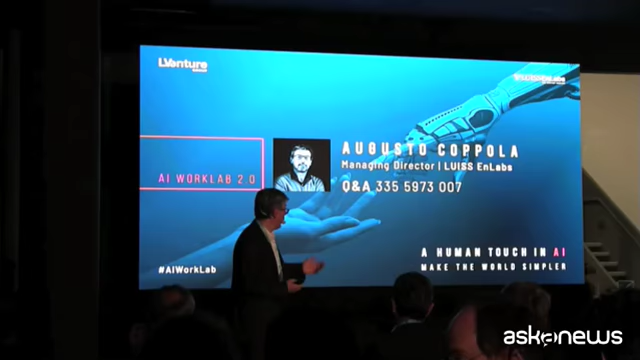 LVenture
GROUP
AI WORKLAB 2.0
AUGUSTO COPPOLA
Managing Director | LUISS EnLabs
Q&A 335 5973 007
A HUMAN TOUCH IN AI
MAKE THE WORLD SIMPLER
#AIWorkLab
askanews